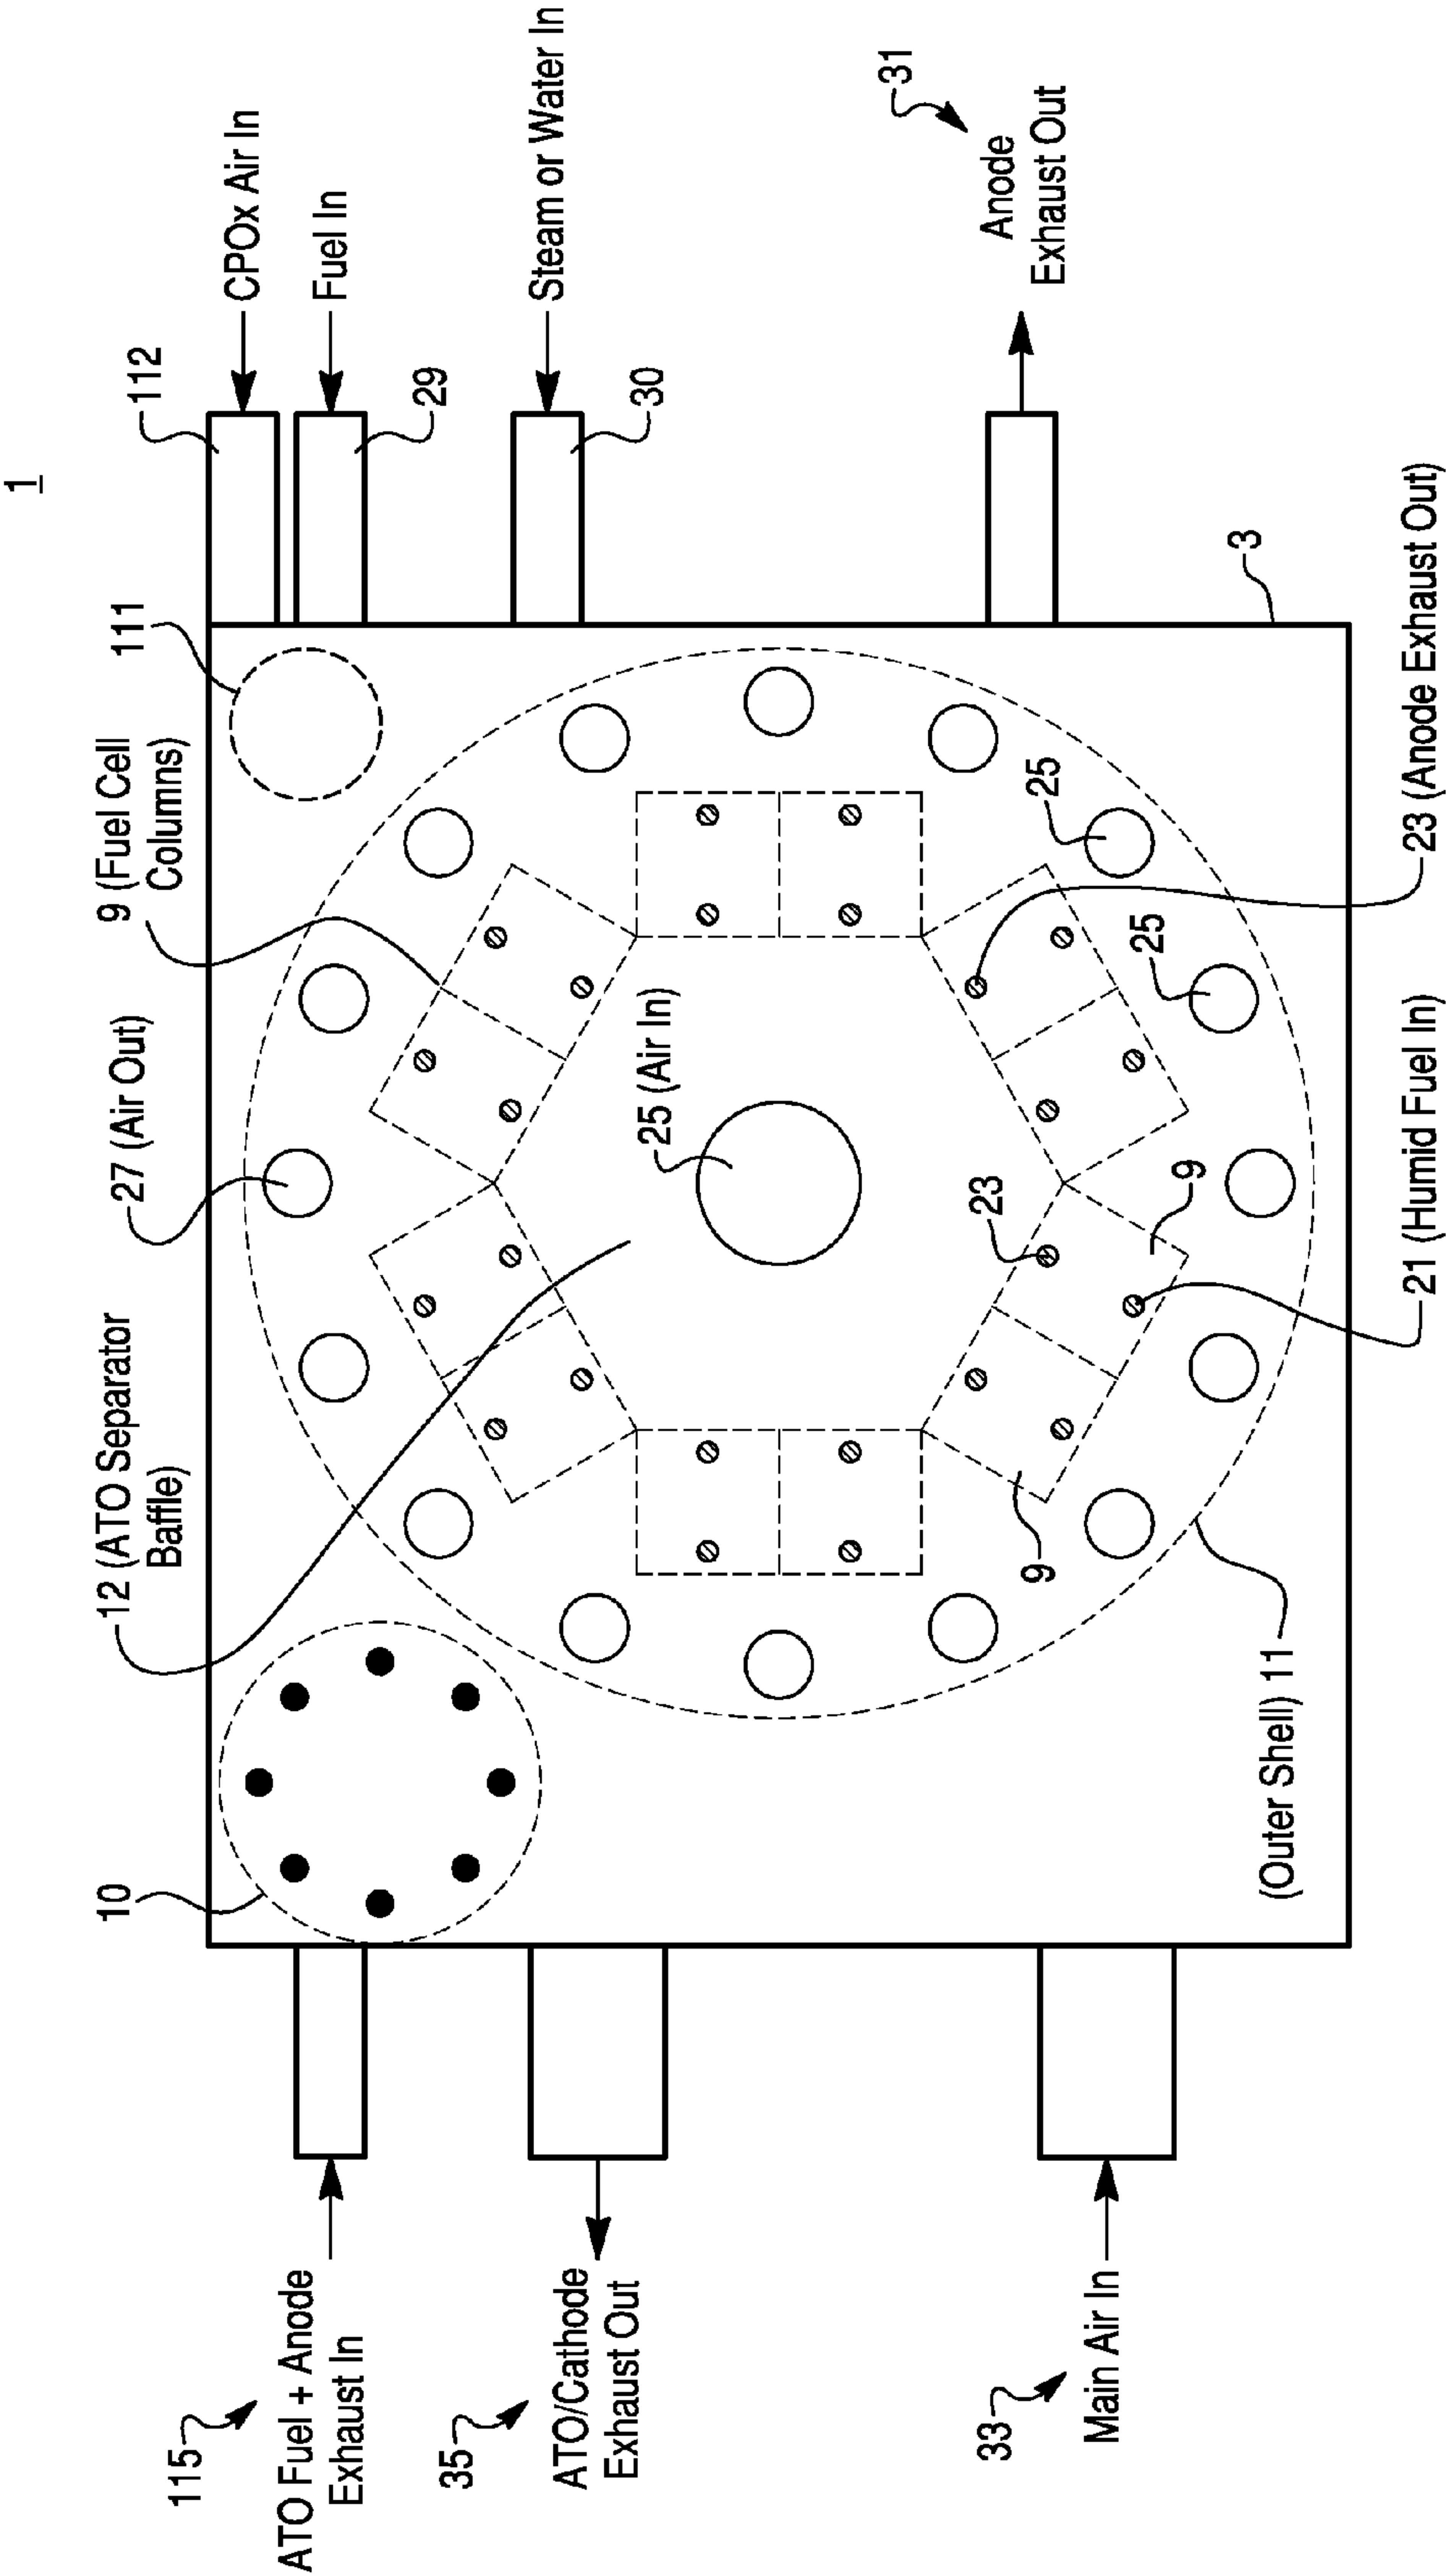 1
112
CPOx Air In
Fuel In
29
Steam or Water In
30
31
Anode
Exhaust Out
111
3
9 (Fuel Cell
Columns)
27 (Air Out)
12 (ATO Separator
Baffle)
10
25 (Air In)
25
25
23
9
9
23 (Anode Exhaust Out)
21 (Humid Fuel In)
(Outer Shell) 11
115
ATO Fuel + Anode
Exhaust In
35
ATO/Cathode
Exhaust Out
33
Main Air In